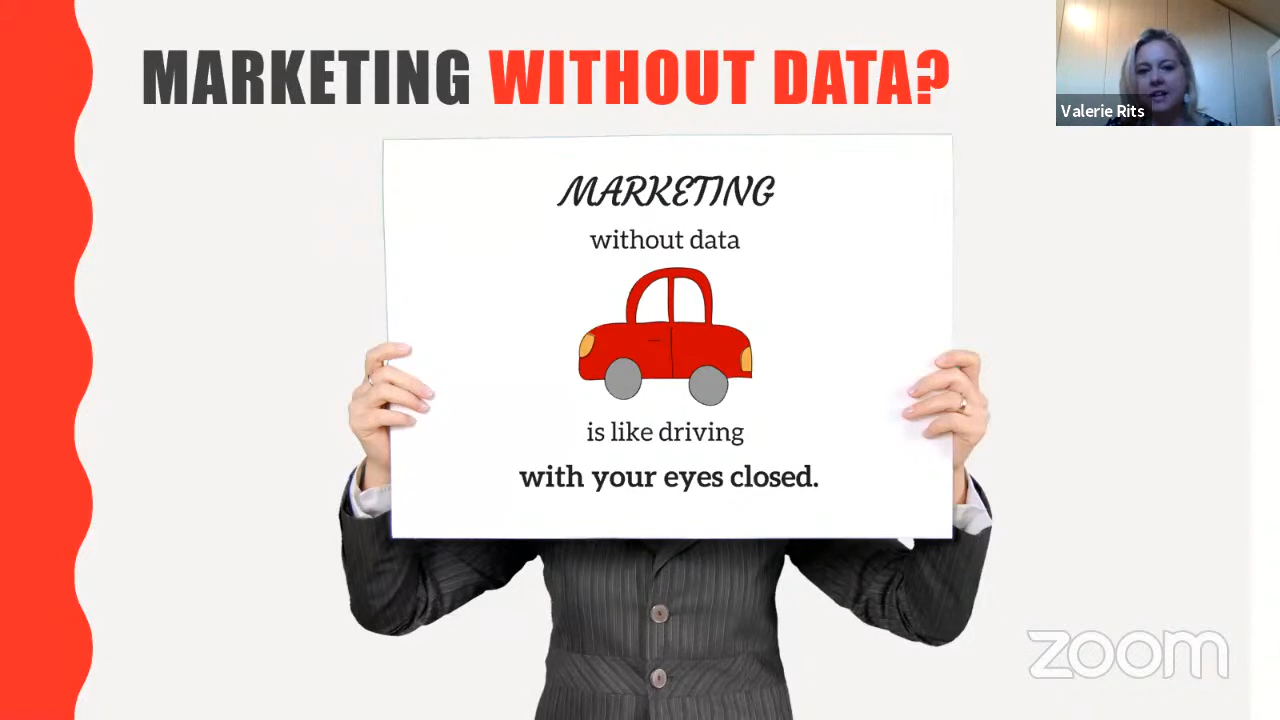 MARKETING WITHOUT DATA?
Valerie Rits
MARKETING
without data
is like driving
with your eyes closed.
zoom